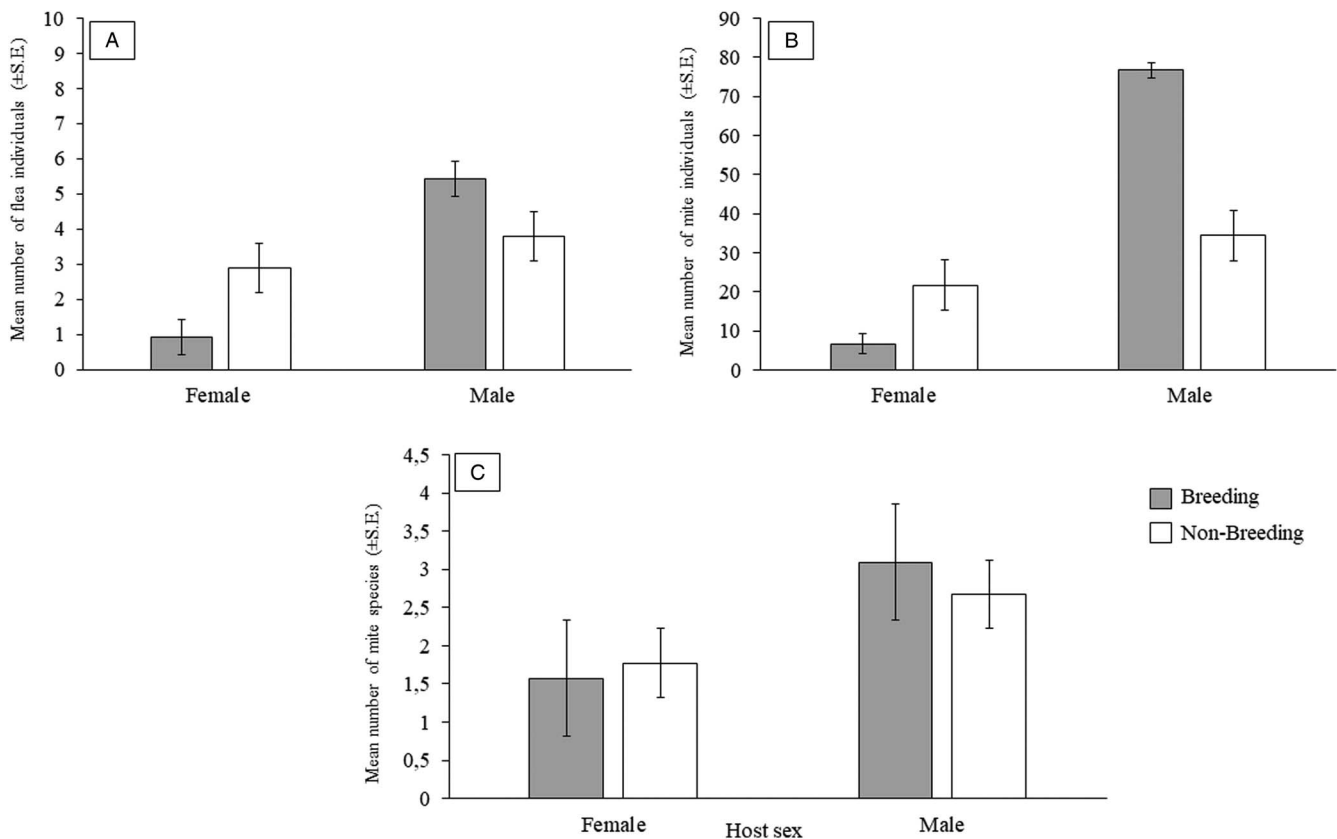 A
Mean number of flea individuals (±S.E.)
10
9
8
7
6
5
4
3
2
1
0
Female
Male
B
Mean number of mite individuals (±S.E.)
90
80
70
60
50
40
30
20
10
0
Female
Male
C
Mean number of mite species (±S.E.)
4,5
4
3,5
3
2,5
2
1,5
1
0,5
0
Female
Host sex
Male
Breeding
Non-Breeding